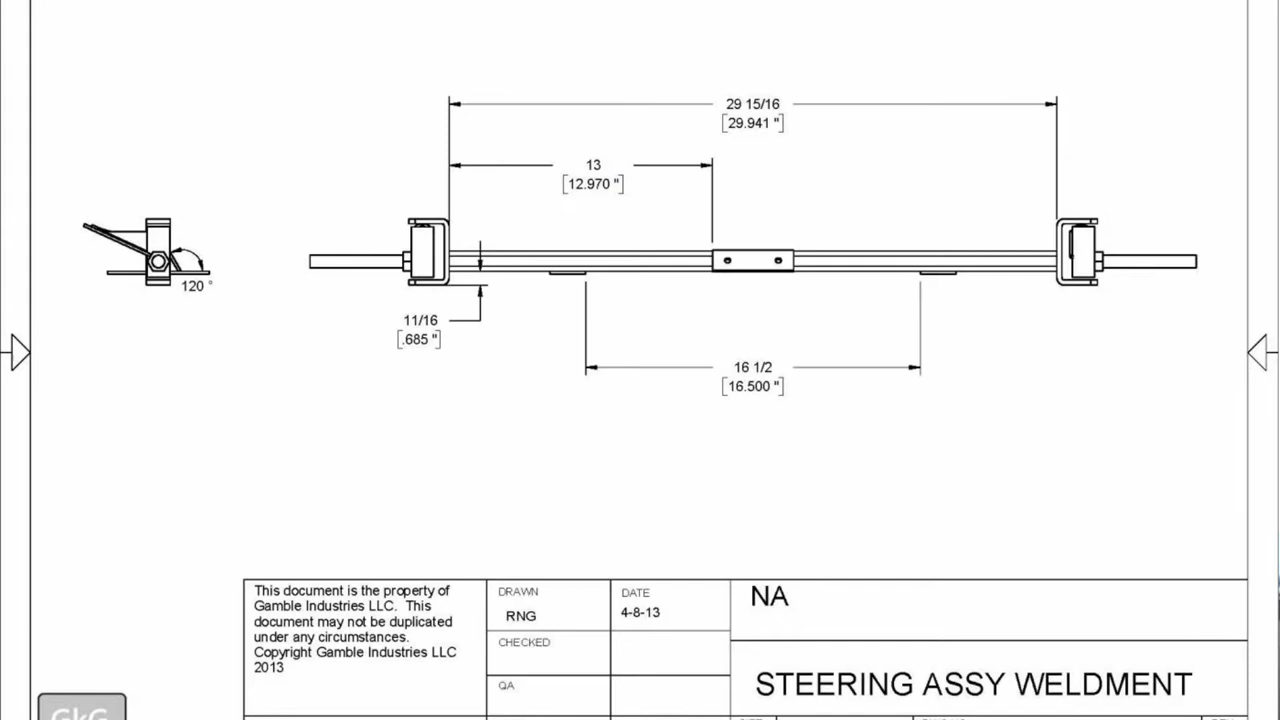 29 15/16
[29.941 "]
13
[12.970 "]
120 °
11/16
[.685 "]
16 1/2
[16.500 "]
This document is the property of
Gamble Industries LLC. This
document may not be duplicated
under any circumstances.
Copyright Gamble Industries LLC
2013
DRAWN
RNG
DATE
4-8-13
CHECKED
QA
NA
STEERING ASSY WELDMENT
GkG